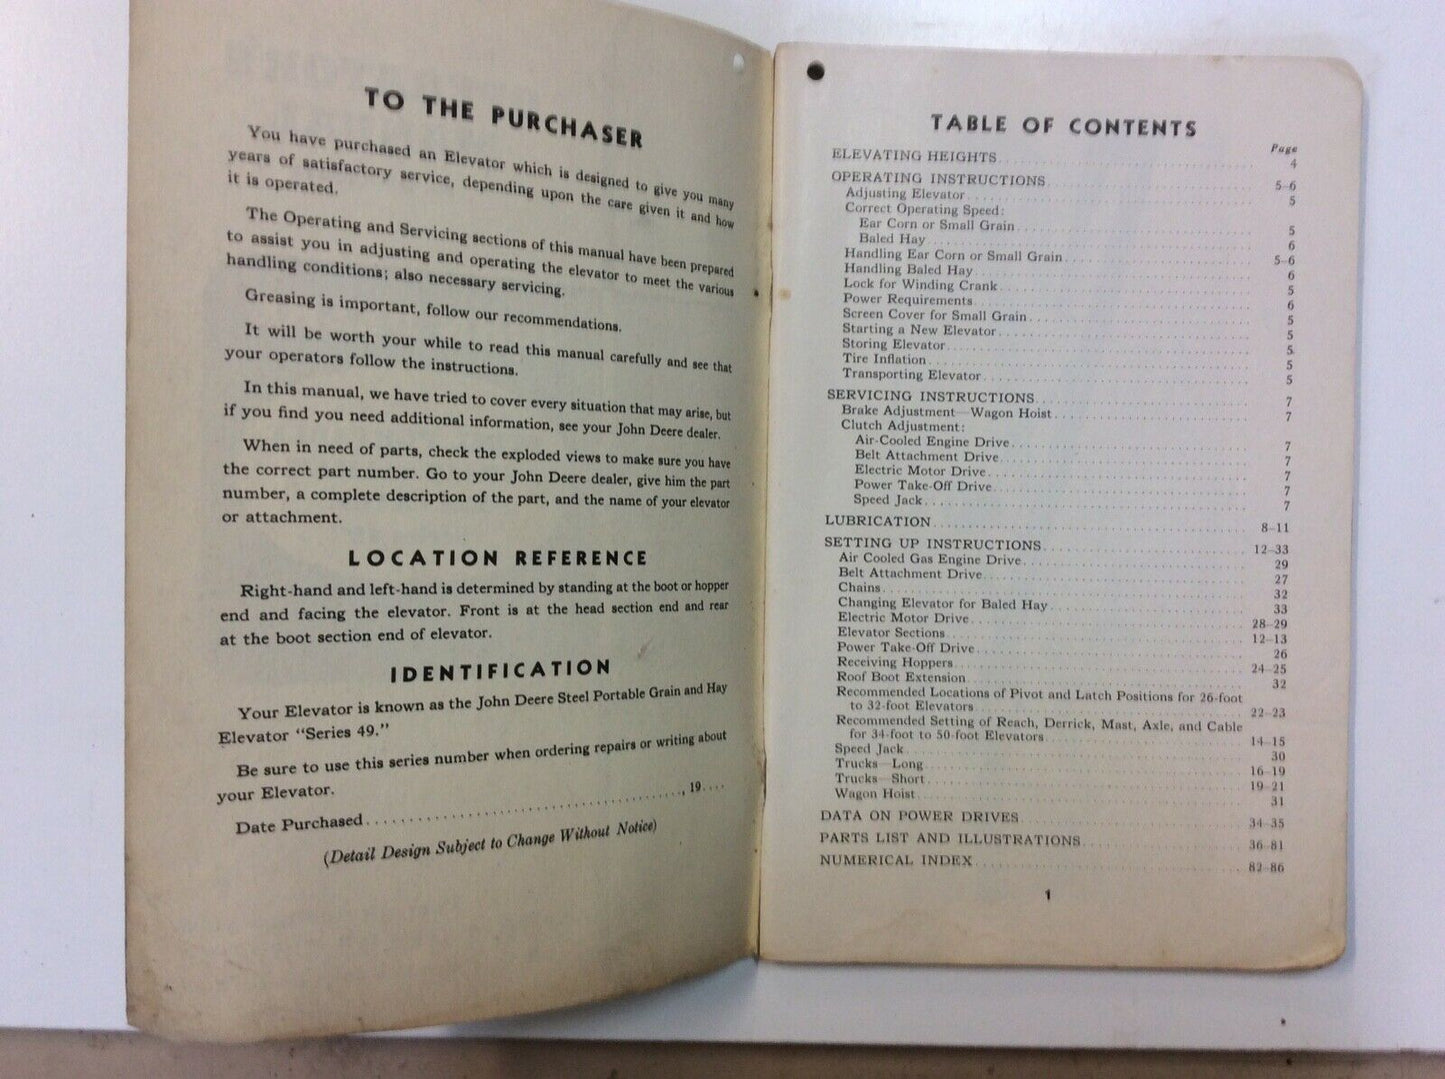 TO THE PURCHASER
You have purchased an Elevator which is designed to give you many
years of satisfactory service, depending upon the care given it and how
it is operated.
The Operating and Servicing sections of this manual have been prepared
to assist you in adjusting and operating the elevator to meet the various
handling conditions; also necessary servicing.
Greasing is important, follow our recommendations.
It will be worth your while to read this manual carefully and see that
your operators follow the instructions.
In this manual, we have tried to cover every situation that may arise, but
if you find you need additional information, see your John Deere dealer.
When in need of parts, check the exploded views to make sure you have
the correct part number. Go to your John Deere dealer, give him the part
number, a complete description of the part, and the name of your elevator
or attachment.
LOCATION REFERENCE
Right-hand and left-hand is determined by standing at the boot or hopper
end and facing the elevator. Front is at the head section end and rear
at the boot section end of elevator.
IDENTIFICATION
Your Elevator is known as the John Deere Steel Portable Grain and Hay
Elevator "Series 49."
Be sure to use this series number when ordering repairs or writing about
your Elevator.
Date Purchased........................................, 19....
(Detail Design Subject to Change Without Notice)
TABLE OF CONTENTS
Page
ELEVATING HEIGHTS 4
OPERATING INSTRUCTIONS 5-6
Adjusting Elevator 5
Correct Operating Speed:
Ear Corn or Small Grain 5
Baled Hay 6
Handling Ear Corn or Small Grain 5-6
Handling Baled Hay 6
Lock for Winding Crank 5
Power Requirements 6
Screen Cover for Small Grain 5
Starting a New Elevator 5
Storing Elevator 5
Tire Inflation 5
Transporting Elevator 5
SERVICING INSTRUCTIONS 7
Brake Adjustment—Wagon Hoist 7
Clutch Adjustment:
Air-Cooled Engine Drive 7
Belt Attachment Drive 7
Electric Motor Drive 7
Power Take-Off Drive 7
Speed Jack 7
LUBRICATION 8-11
SETTING UP INSTRUCTIONS 12-33
Air Cooled Gas Engine Drive 29
Belt Attachment Drive 27
Chains 32
Changing Elevator for Baled Hay 33
Electric Motor Drive 28-29
Elevator Sections 12-13
Power Take-Off Drive 26
Receiving Hoppers 24-25
Roof Boot Extension 32
Recommended Locations of Pivot and Latch Positions for 26-foot
to 32-foot Elevators 22-23
Recommended Setting of Reach, Derrick, Mast, Axle, and Cable
for 34-foot to 50-foot Elevators 14-15
Speed Jack 30
Trucks—Long 16-19
Trucks—Short 19-21
Wagon Hoist 31
DATA ON POWER DRIVES 34-35
PARTS LIST AND ILLUSTRATIONS 36-81
NUMERICAL INDEX 82-86
1